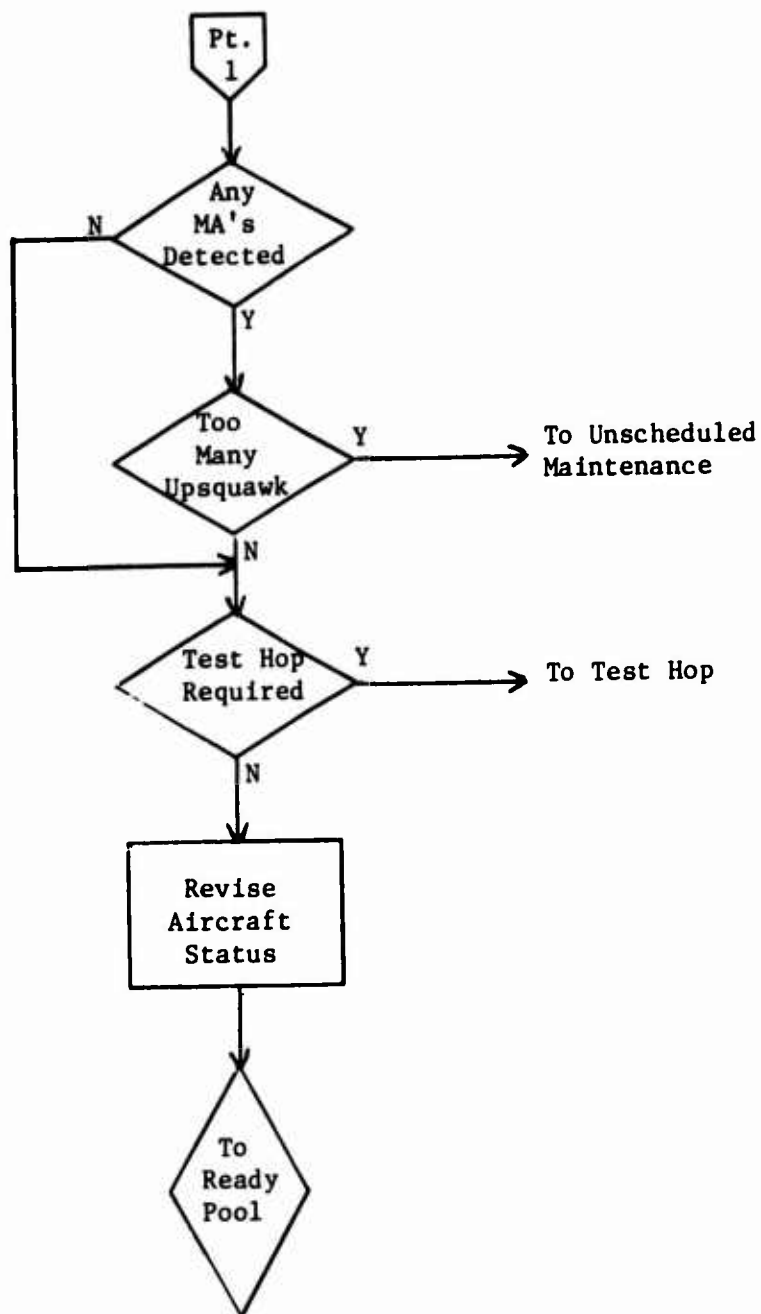 Pt.
1
Any
MA's
Detected
N
Y
Too
Many
Upsquawk
Y
To Unscheduled
Maintenance
N
Test Hop
Required
Y
To Test Hop
N
Revise
Aircraft
Status
To
Ready
Pool